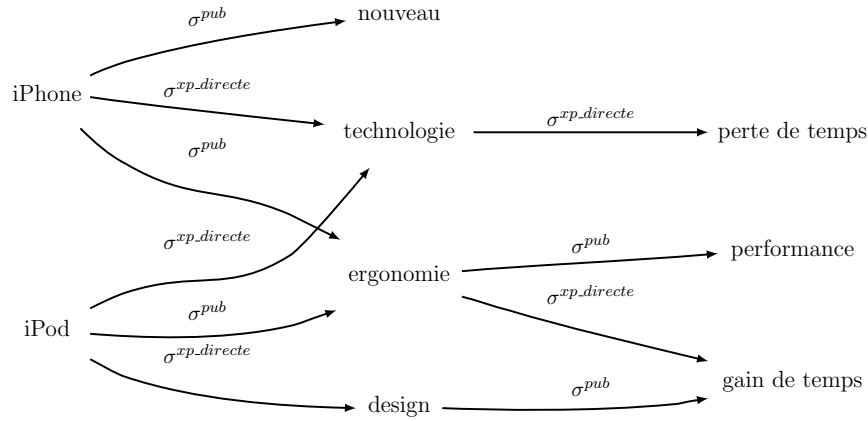 σ^pub
nouveau
iPhone
σ^xp_directe
technologie
σ^xp_directe
perte de temps
σ^pub
σ^xp_directe
σ^pub
performance
ergonomie
σ^xp_directe
σ^pub
iPod
σ^xp_directe
σ^pub
gain de temps
design